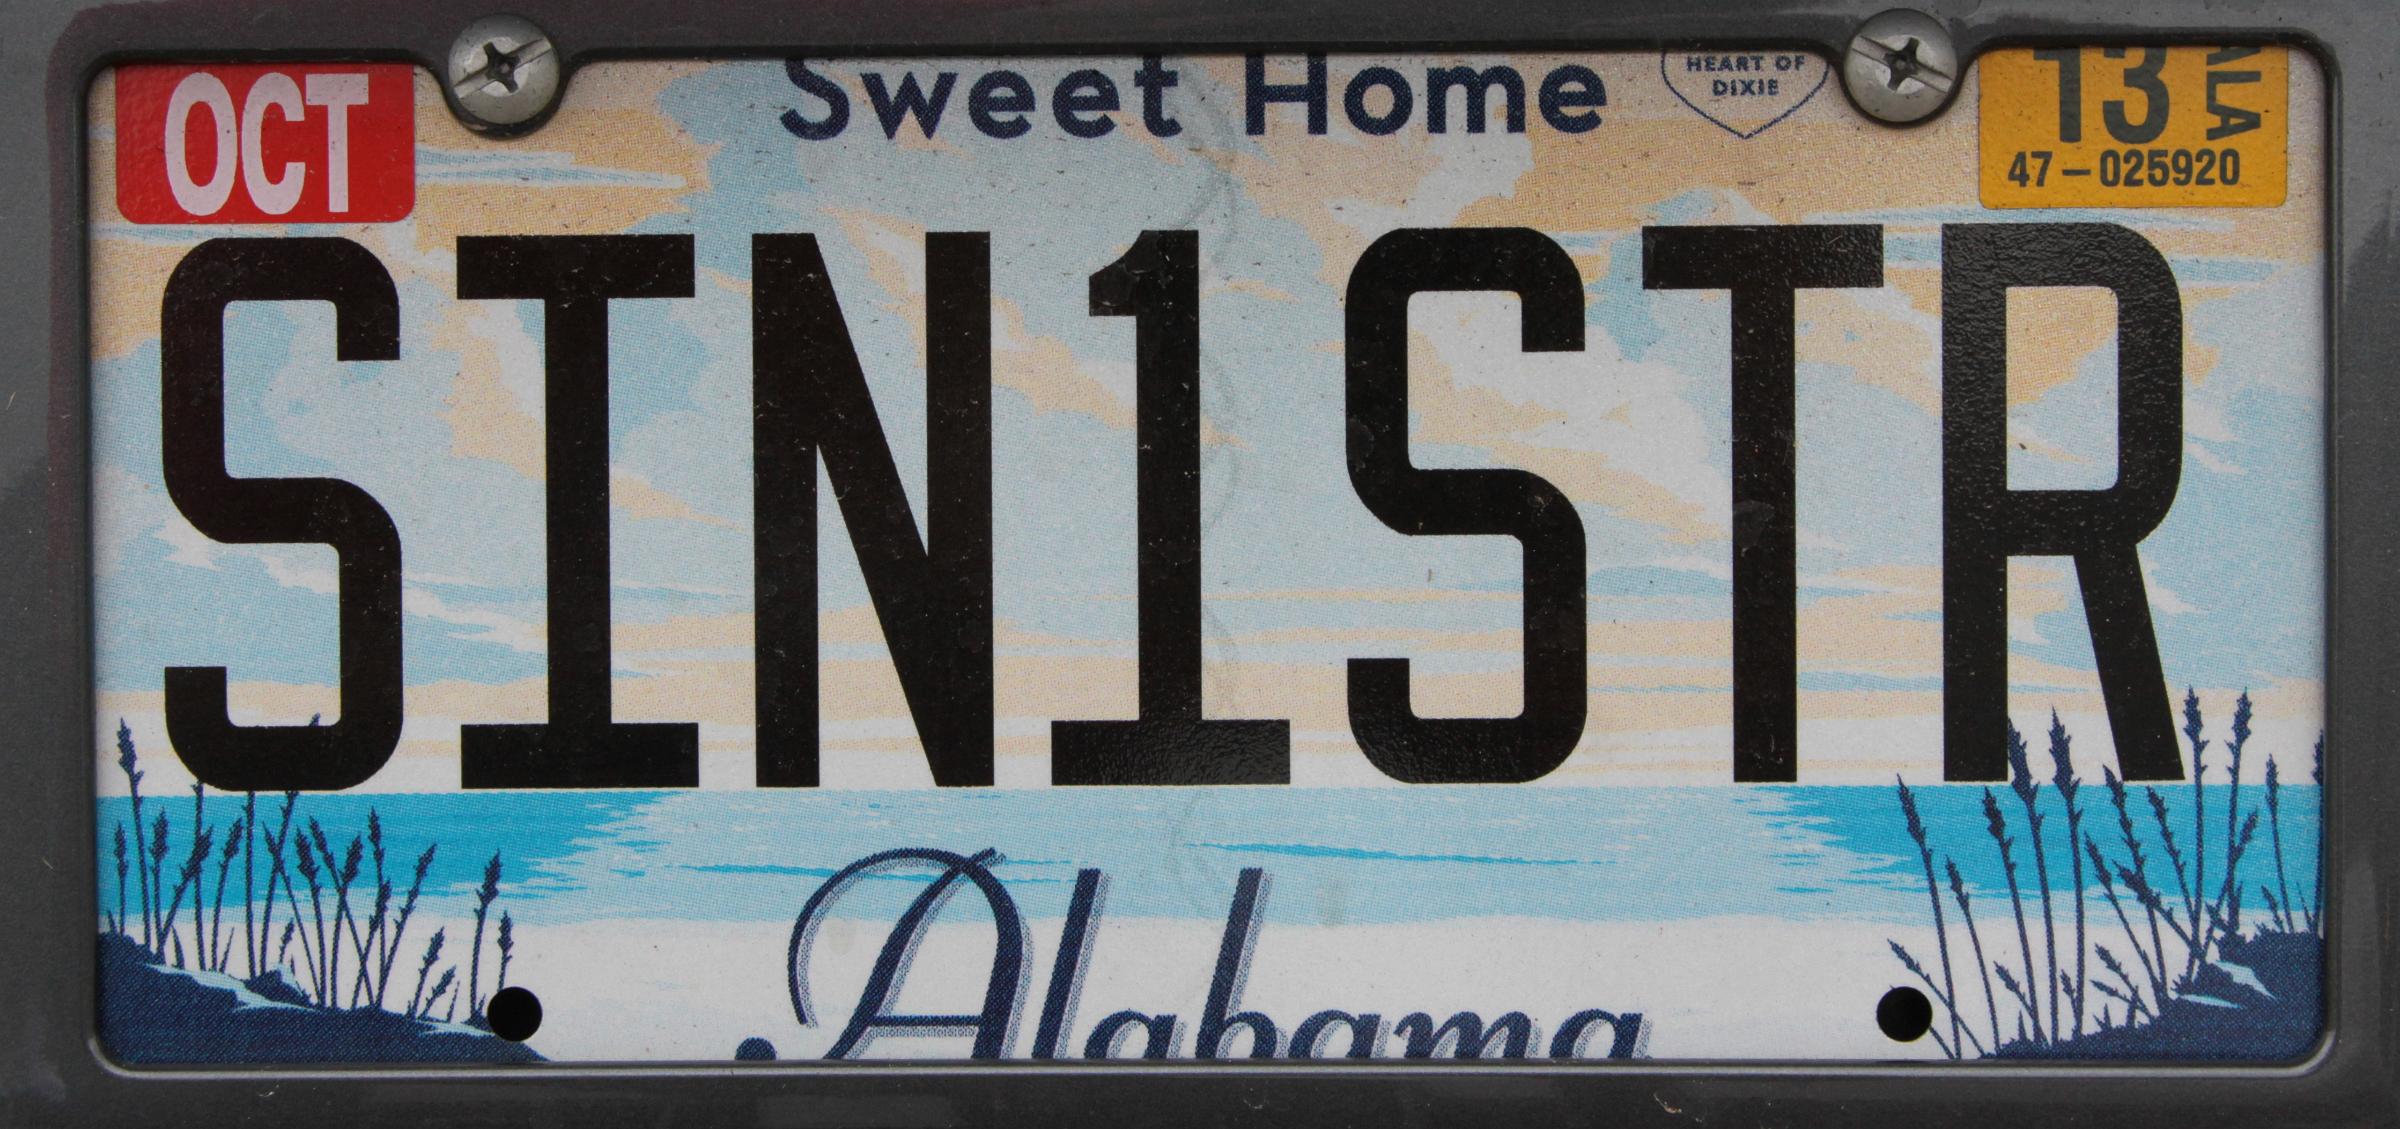 OCT
Sweet Home
HEART OF
DIXIE
13
ALA
47-025920
SIN1STR
Alabama